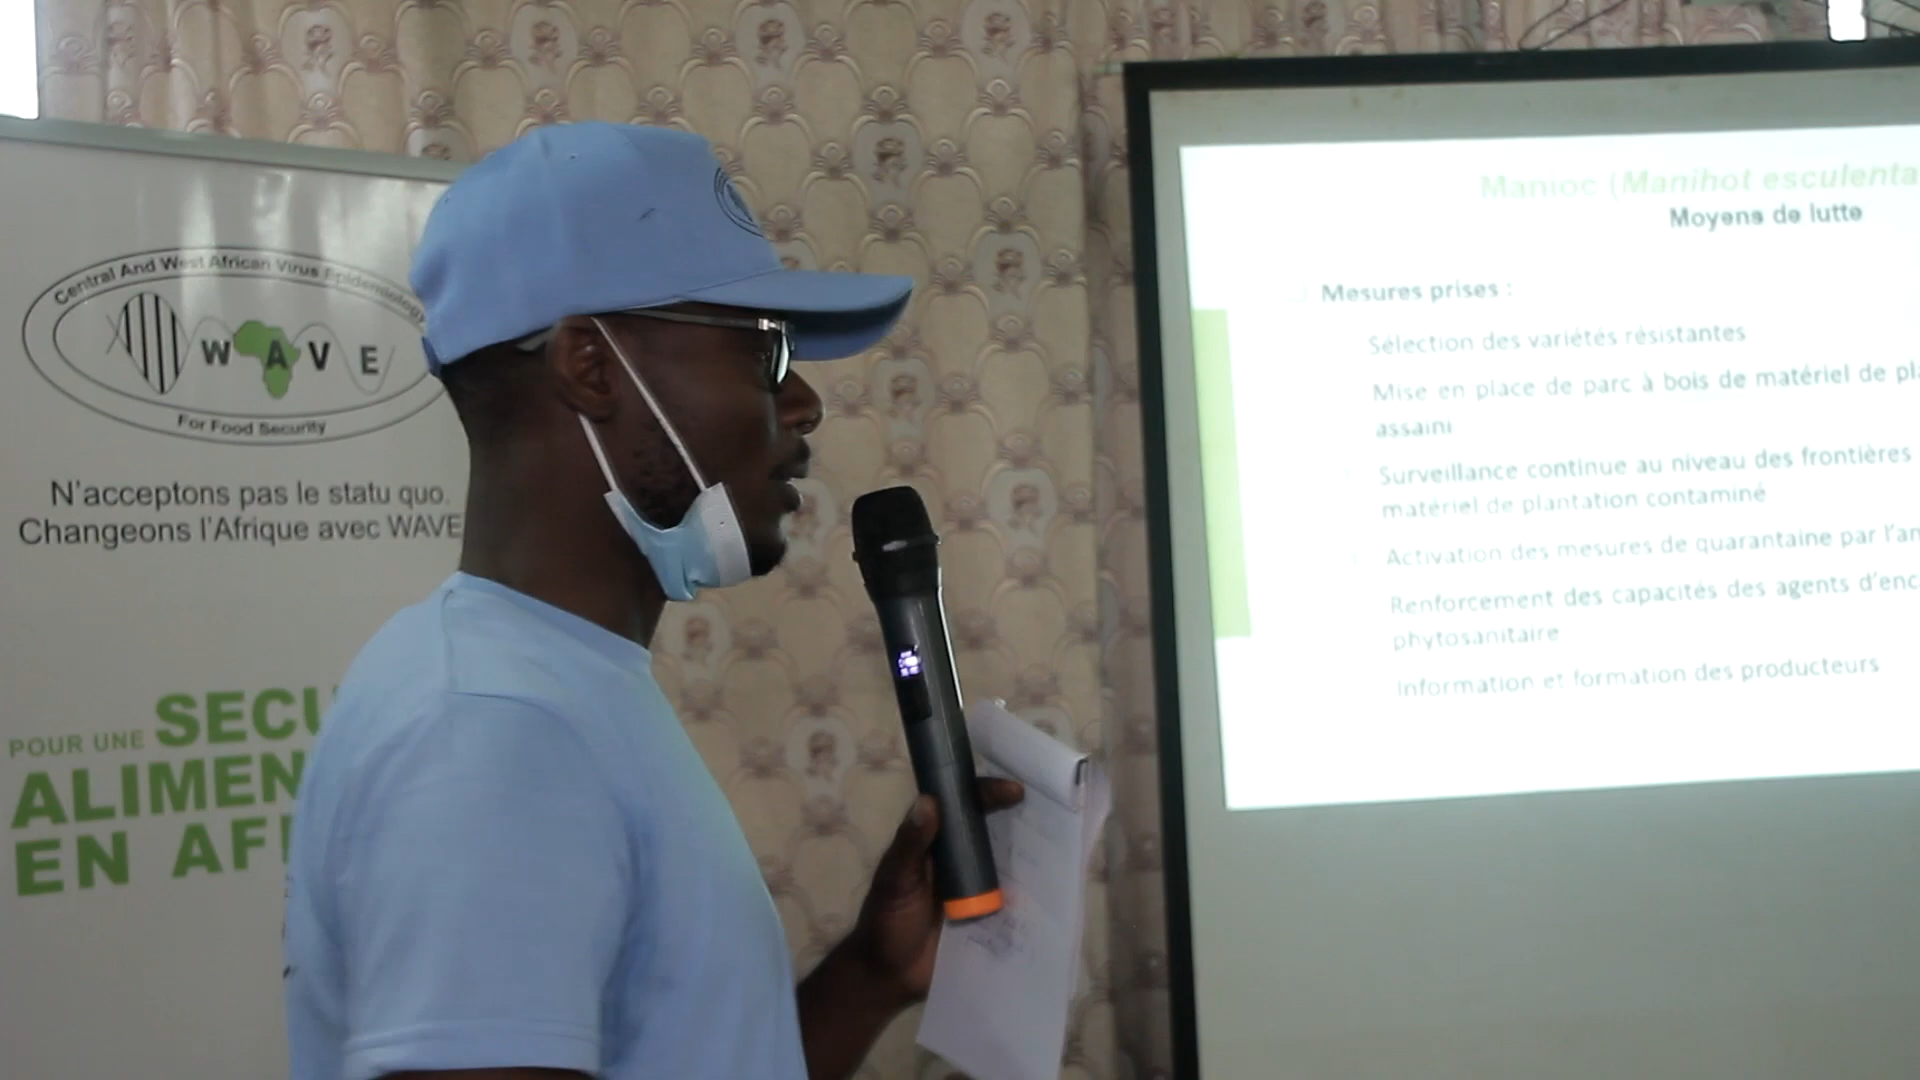 Central And West African Virus Epidemiology
W A V E
For Food Security
N'acceptons pas le statu quo.
Changeons l'Afrique avec WAVE
POUR UNE SECU
ALIMEN
EN AF
Manioc (Manihot esculenta
Moyens de lutte
Mesures prises :
Sélection des variétés résistantes
Mise en place de parc à bois de matériel de pla
assaini
Surveillance continue au niveau des frontières
matériel de plantation contaminé
Activation des mesures de quarantaine par l'an
Renforcement des capacités des agents d'enc
phytosanitaire
Information et formation des producteurs